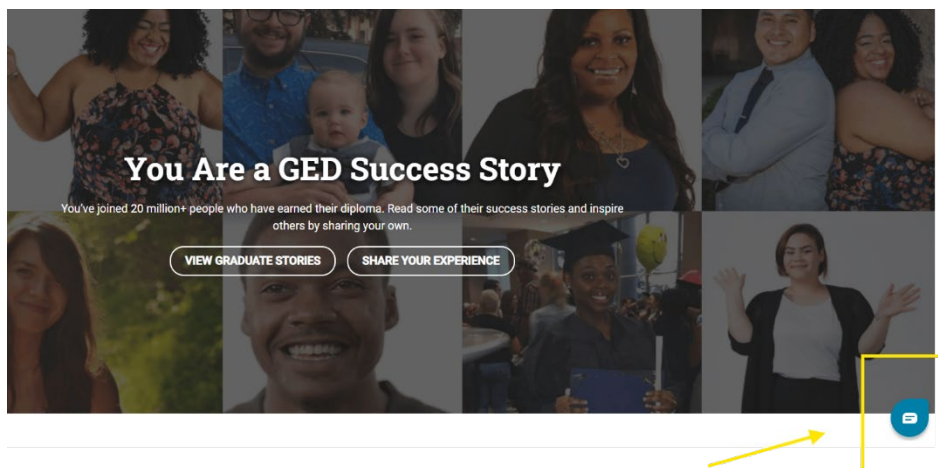 You Are a GED Success Story
You've joined 20 million+ people who have earned their diploma. Read some of their success stories and inspire
others by sharing your own.
VIEW GRADUATE STORIES
SHARE YOUR EXPERIENCE